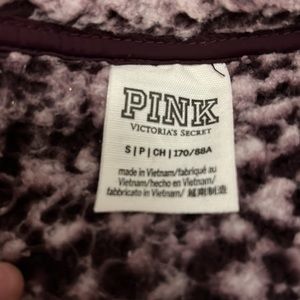 PINK
VICTORIA'S SECRET
S | P | CH | 170/88A
made in Vietnam/fabriqué au
Vietnam/hecho en Vietnam/
fabbricato in Vietnam/ 越南制造